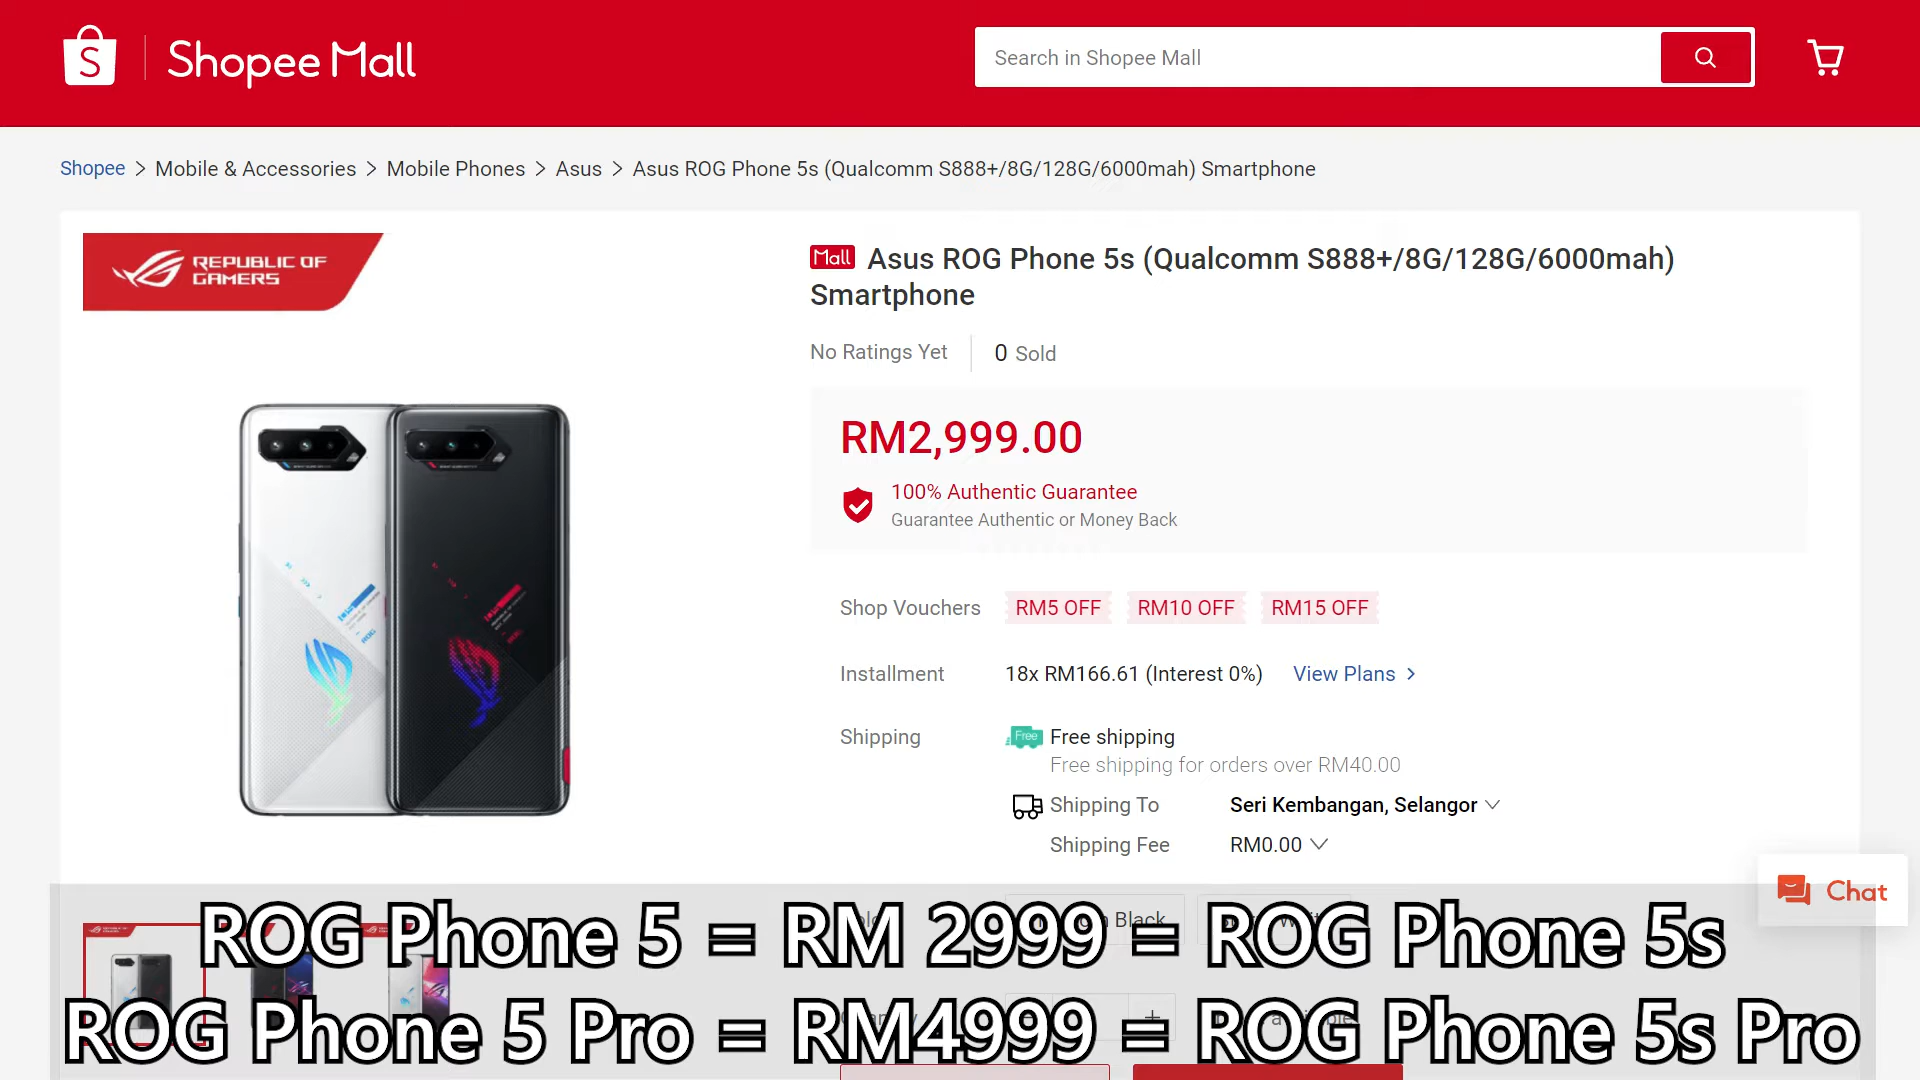 S Shopee Mall
Search in Shopee Mall
Shopee > Mobile & Accessories > Mobile Phones > Asus > Asus ROG Phone 5s (Qualcomm S888+/8G/128G/6000mah) Smartphone
REPUBLIC OF
GAMERS
Mall Asus ROG Phone 5s (Qualcomm S888+/8G/128G/6000mah)
Smartphone
No Ratings Yet
0 Sold
RM2,999.00
100% Authentic Guarantee
Guarantee Authentic or Money Back
Shop Vouchers RM5 OFF RM10 OFF RM15 OFF
Installment 18x RM166.61 (Interest 0%) View Plans >
Shipping Free Free shipping
Free shipping for orders over RM40.00
Shipping To Seri Kembangan, Selangor
Shipping Fee RM0.00
Chat
Black
ROG Phone 5 = RM 2999 = ROG Phone 5s
ROG Phone 5 Pro = RM4999 = ROG Phone 5s Pro